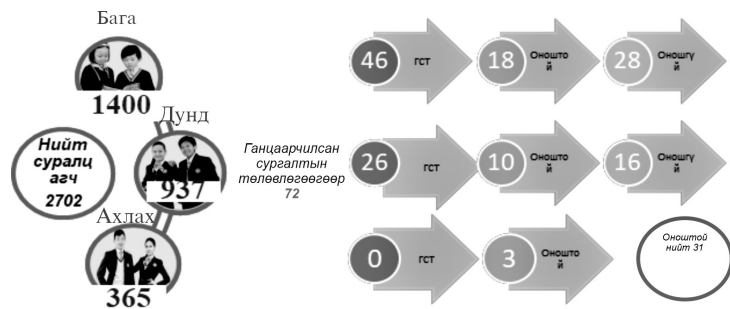 Бага
1400
Дунд
937
Ахлах
365
Нийт
суралц
агч
2702
Ганцаарчилсан
сургалтын
төлөвлөгөөгөөр
72
46
гст
18
Оношто
й
28
Оношгү
й
26
гст
10
Оношто
й
16
Оношгү
й
0
гст
3
Онošто
й
Оноштой
нийт 31